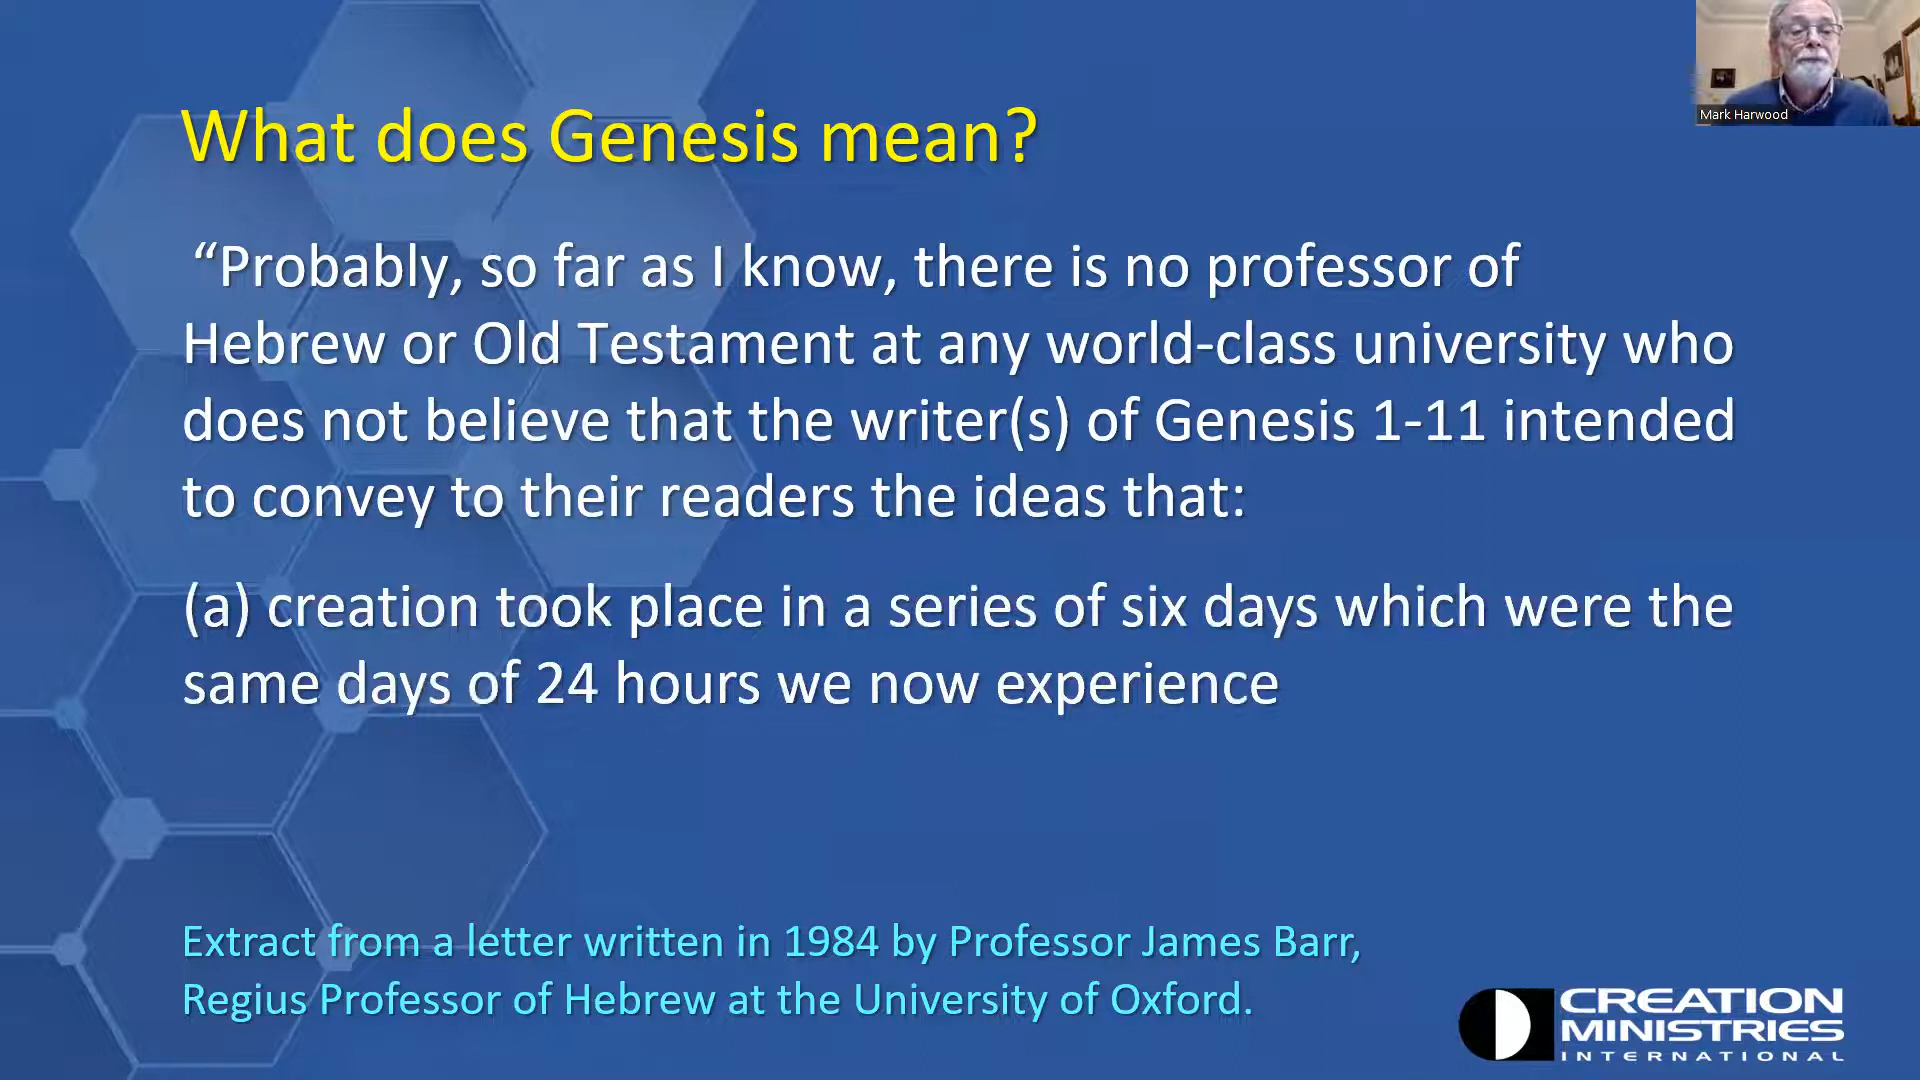 Mark Harwood
What does Genesis mean?
“Probably, so far as I know, there is no professor of
Hebrew or Old Testament at any world-class university who
does not believe that the writer(s) of Genesis 1-11 intended
to convey to their readers the ideas that:
(a) creation took place in a series of six days which were the
same days of 24 hours we now experience
Extract from a letter written in 1984 by Professor James Barr,
Regius Professor of Hebrew at the University of Oxford.
CREATION
MINISTRIES
INTERNATIONAL